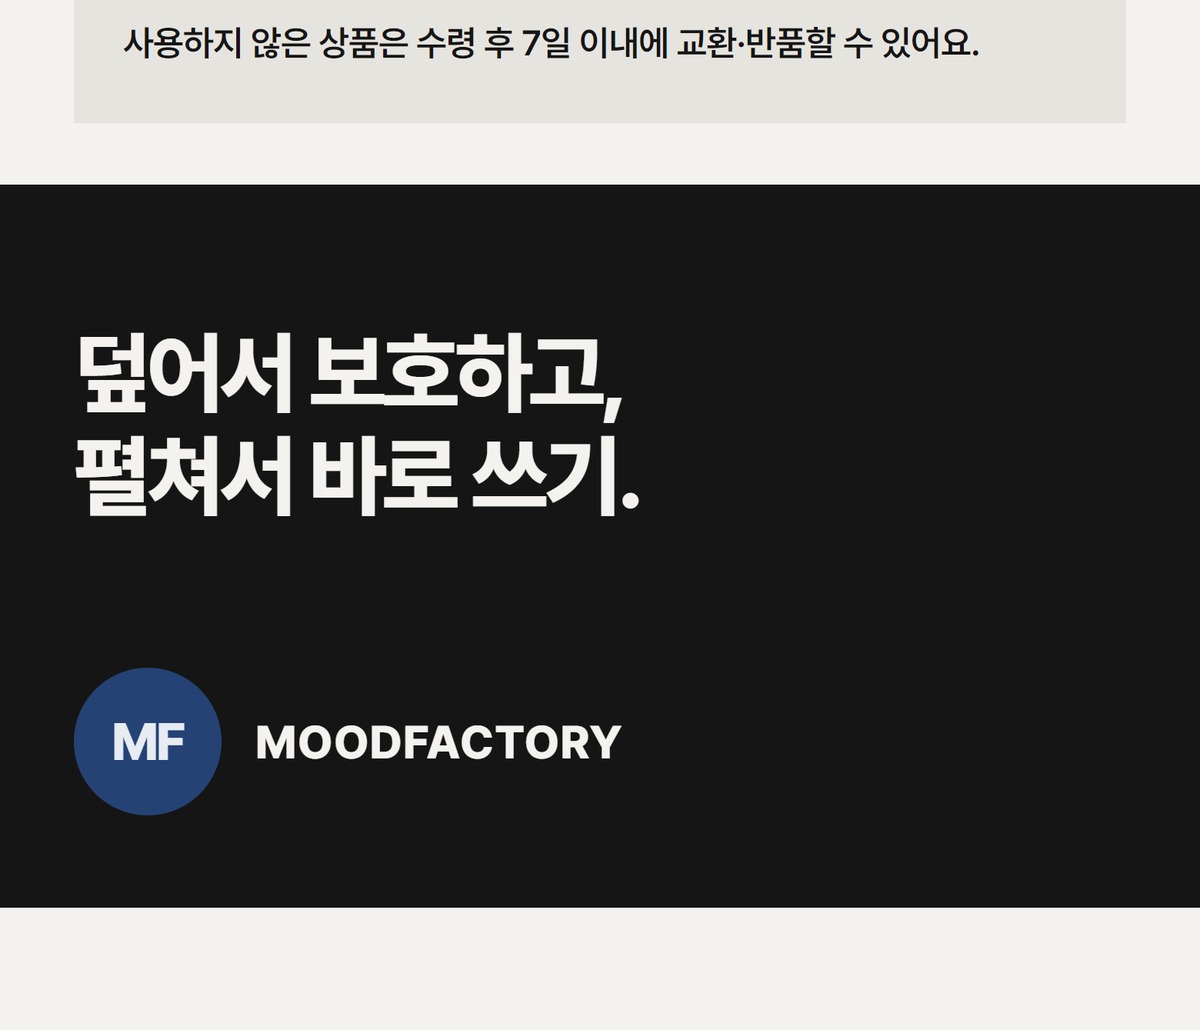 사용하지 않은 상품은 수령 후 7일 이내에 교환·반품할 수 있어요.
덮어서 보호하고,
펼쳐서 바로 쓰기.
MF
MOODFACTORY